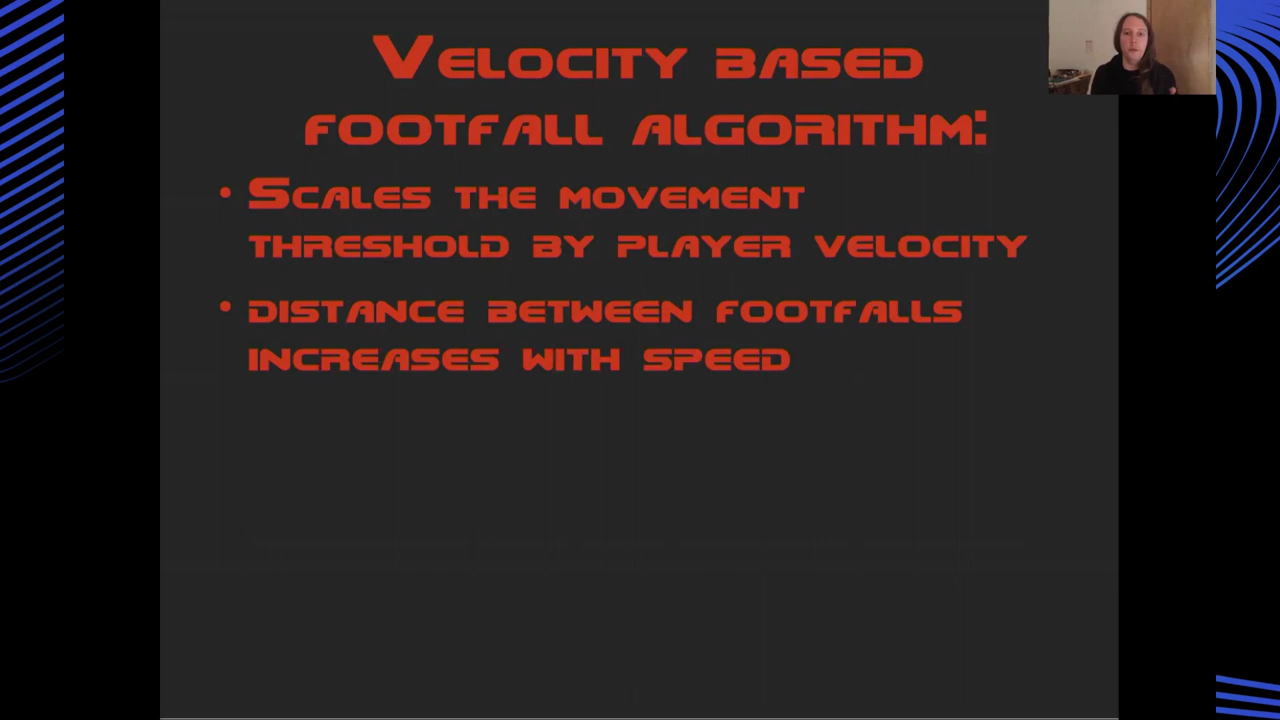 Velocity based
footfall algorithm:
• Scales the movement
threshold by player velocity
• distance between footfalls
increases with speed